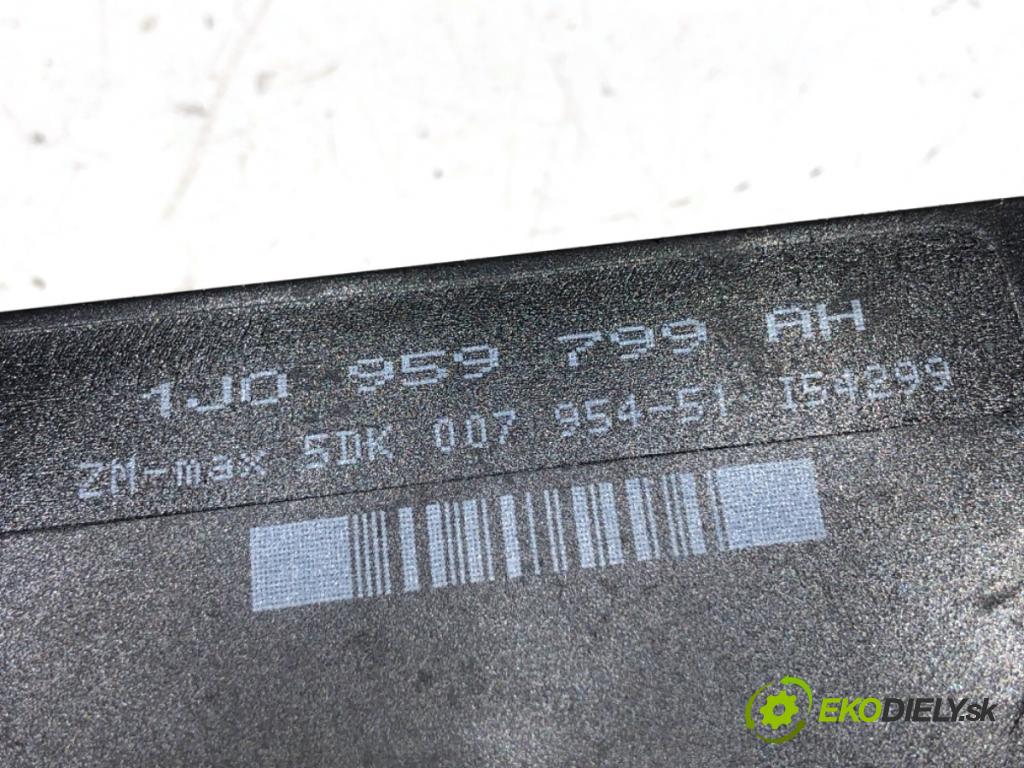 1J0 959 799 AH
ZM-max 5DK 007 954-51 I54299
EKODIELY.sk